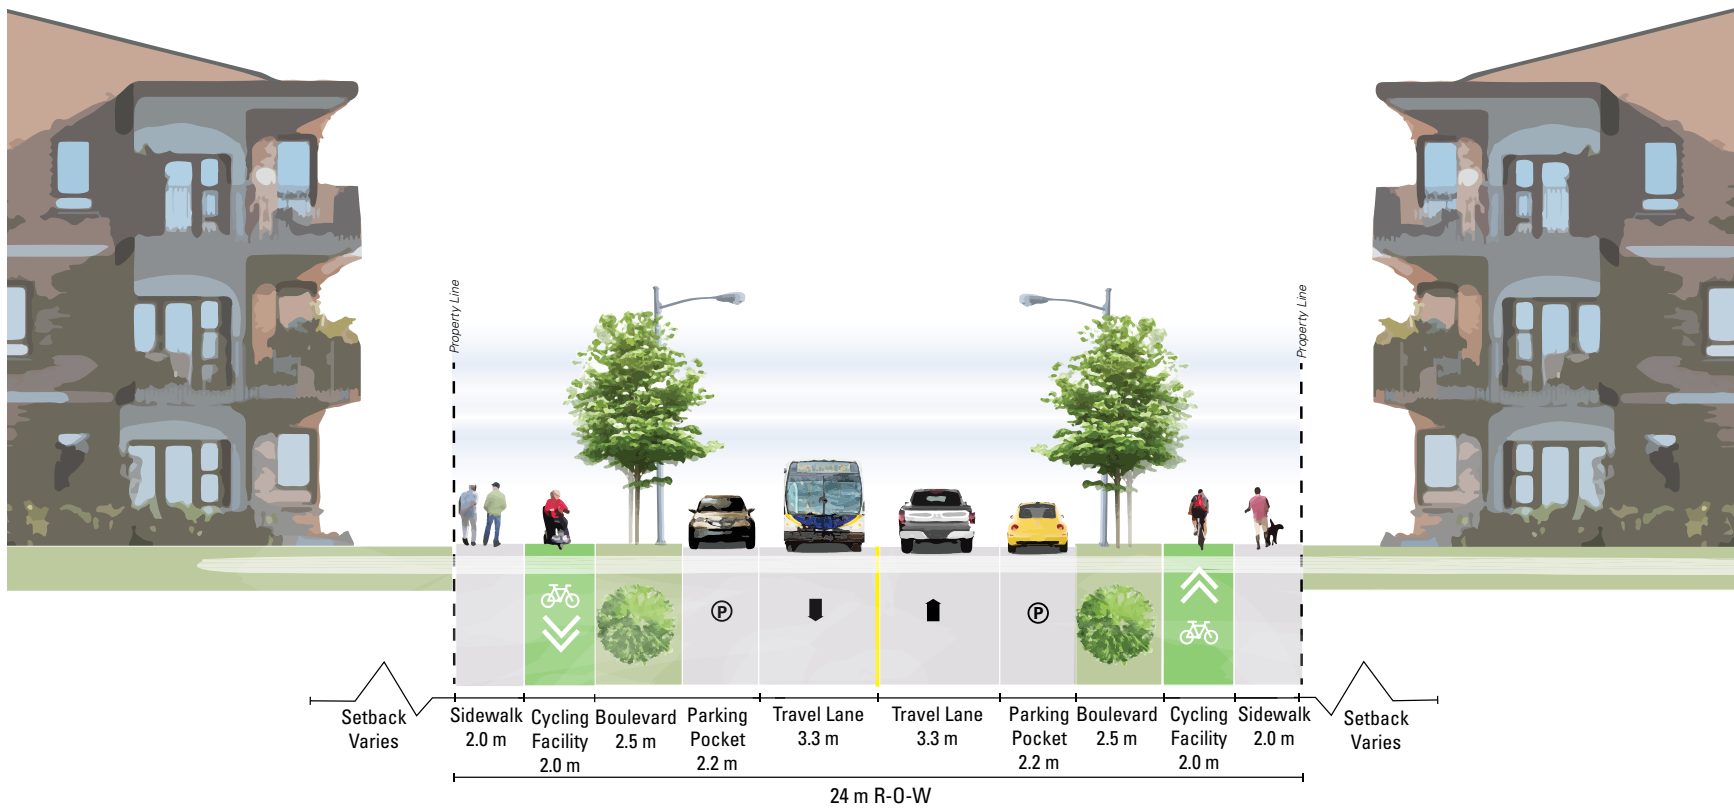 Property Line
Property Line
P
P
Setback
Varies
Sidewalk
2.0 m
Cycling
Facility
2.0 m
Boulevard
2.5 m
Parking
Pocket
2.2 m
Travel Lane
3.3 m
Travel Lane
3.3 m
Parking
Pocket
2.2 m
Boulevard
2.5 m
Cycling
Facility
2.0 m
Sidewalk
2.0 m
Setback
Varies
24 m R-O-W